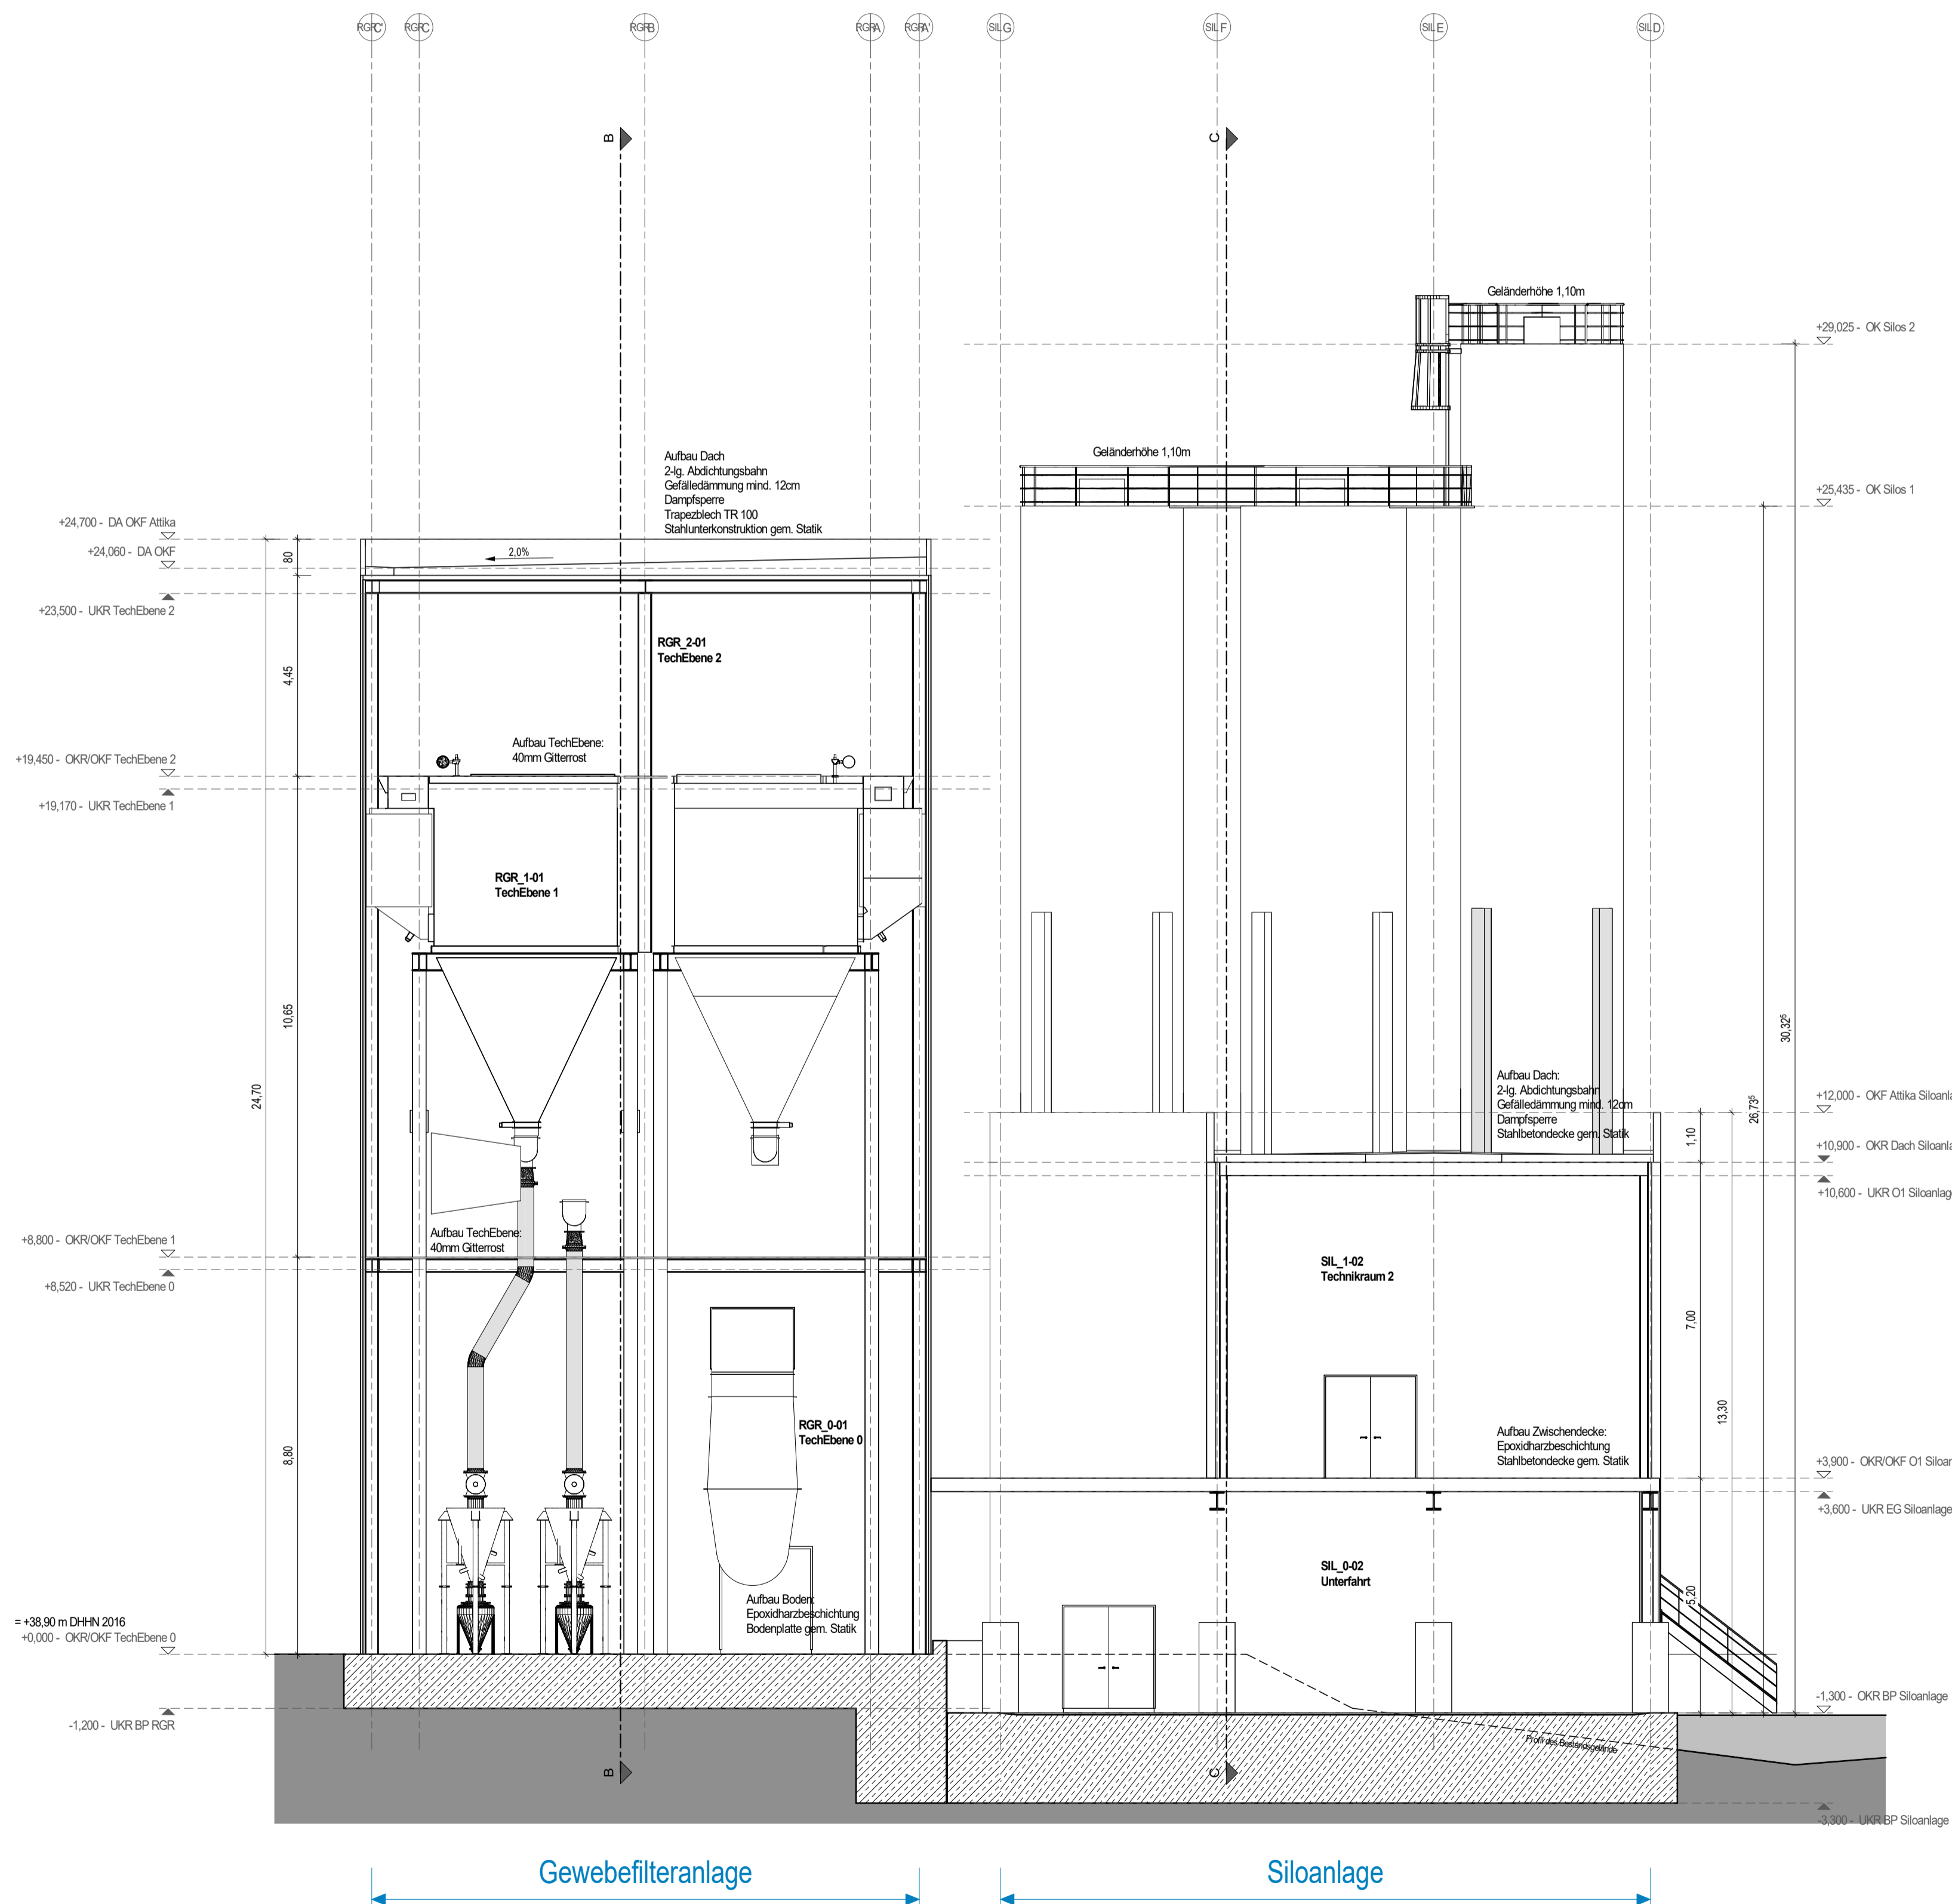 RGR C'
RGR C
RGR B
RGR A
RGR A'
SIL G
SIL F
SIL E
SIL D
B
C
Geländerhöhe 1,10m
+29,025 - OK Silos 2
Geländerhöhe 1,10m
+25,435 - OK Silos 1
Aufbau Dach
2-lg. Abdichtungsbahn
Gefälledämmung mind. 12cm
Dampfsperre
Trapezblech TR 100
Stahlunterkonstruktion gem. Statik
+24,700 - DA OKF Attika
+24,060 - DA OKF
80
2,0%
+23,500 - UKR TechEbene 2
RGR_2-01
TechEbene 2
4,45
Aufbau TechEbene:
40mm Gitterrost
+19,450 - OKR/OKF TechEbene 2
+19,170 - UKR TechEbene 1
RGR_1-01
TechEbene 1
10,65
24,70
30,32⁵
26,73⁵
Aufbau Dach:
2-lg. Abdichtungsbahn
Gefälledämmung mind. 12cm
Dampfsperre
Stahlbetondecke gem. Statik
+12,000 - OKF Attika Siloanla
1,10
+10,900 - OKR Dach Siloanla
+10,600 - UKR O1 Siloanlag
Aufbau TechEbene:
40mm Gitterrost
+8,800 - OKR/OKF TechEbene 1
+8,520 - UKR TechEbene 0
SIL_1-02
Technikraum 2
7,00
13,30
8,80
RGR_0-01
TechEbene 0
Aufbau Zwischendecke:
Epoxidharzbeschichtung
Stahlbetondecke gem. Statik
+3,900 - OKR/OKF O1 Siloan
+3,600 - UKR EG Siloanlage
SIL_0-02
Unterfahrt
5,20
Aufbau Boden:
Epoxidharzbeschichtung
Bodenplatte gem. Statik
= +38,90 m DHHN 2016
+0,000 - OKR/OKF TechEbene 0
-1,200 - UKR BP RGR
-1,300 - OKR BP Siloanlage
Profil des Bestandsgelände
B
C
-3,300 - UKR BP Siloanlage
Gewebefilteranlage
Siloanlage